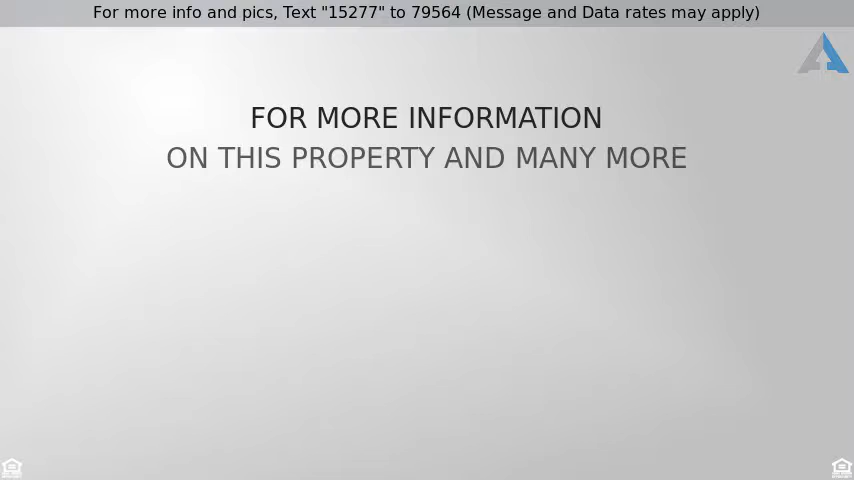 For more info and pics, Text "15277" to 79564 (Message and Data rates may apply)
FOR MORE INFORMATION
ON THIS PROPERTY AND MANY MORE